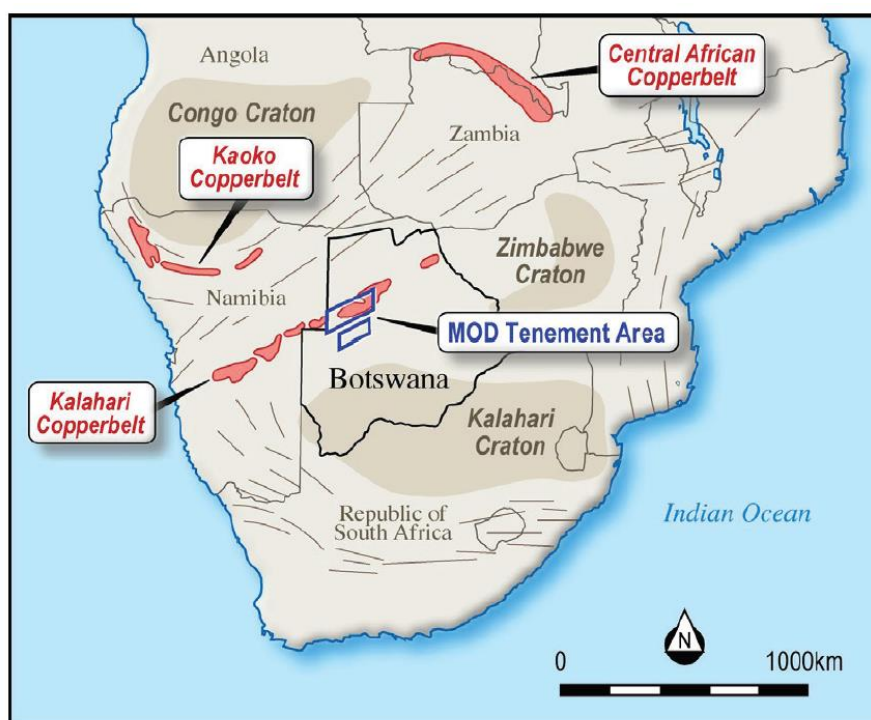 Angola
Central African
Copperbelt
Congo Craton
Zambia
Kaoko
Copperbelt
Zimbabwe
Craton
Namibia
MOD Tenement Area
Botswana
Kalahari
Copperbelt
Kalahari
Craton
Republic of
South Africa
Indian Ocean
N
0 1000km